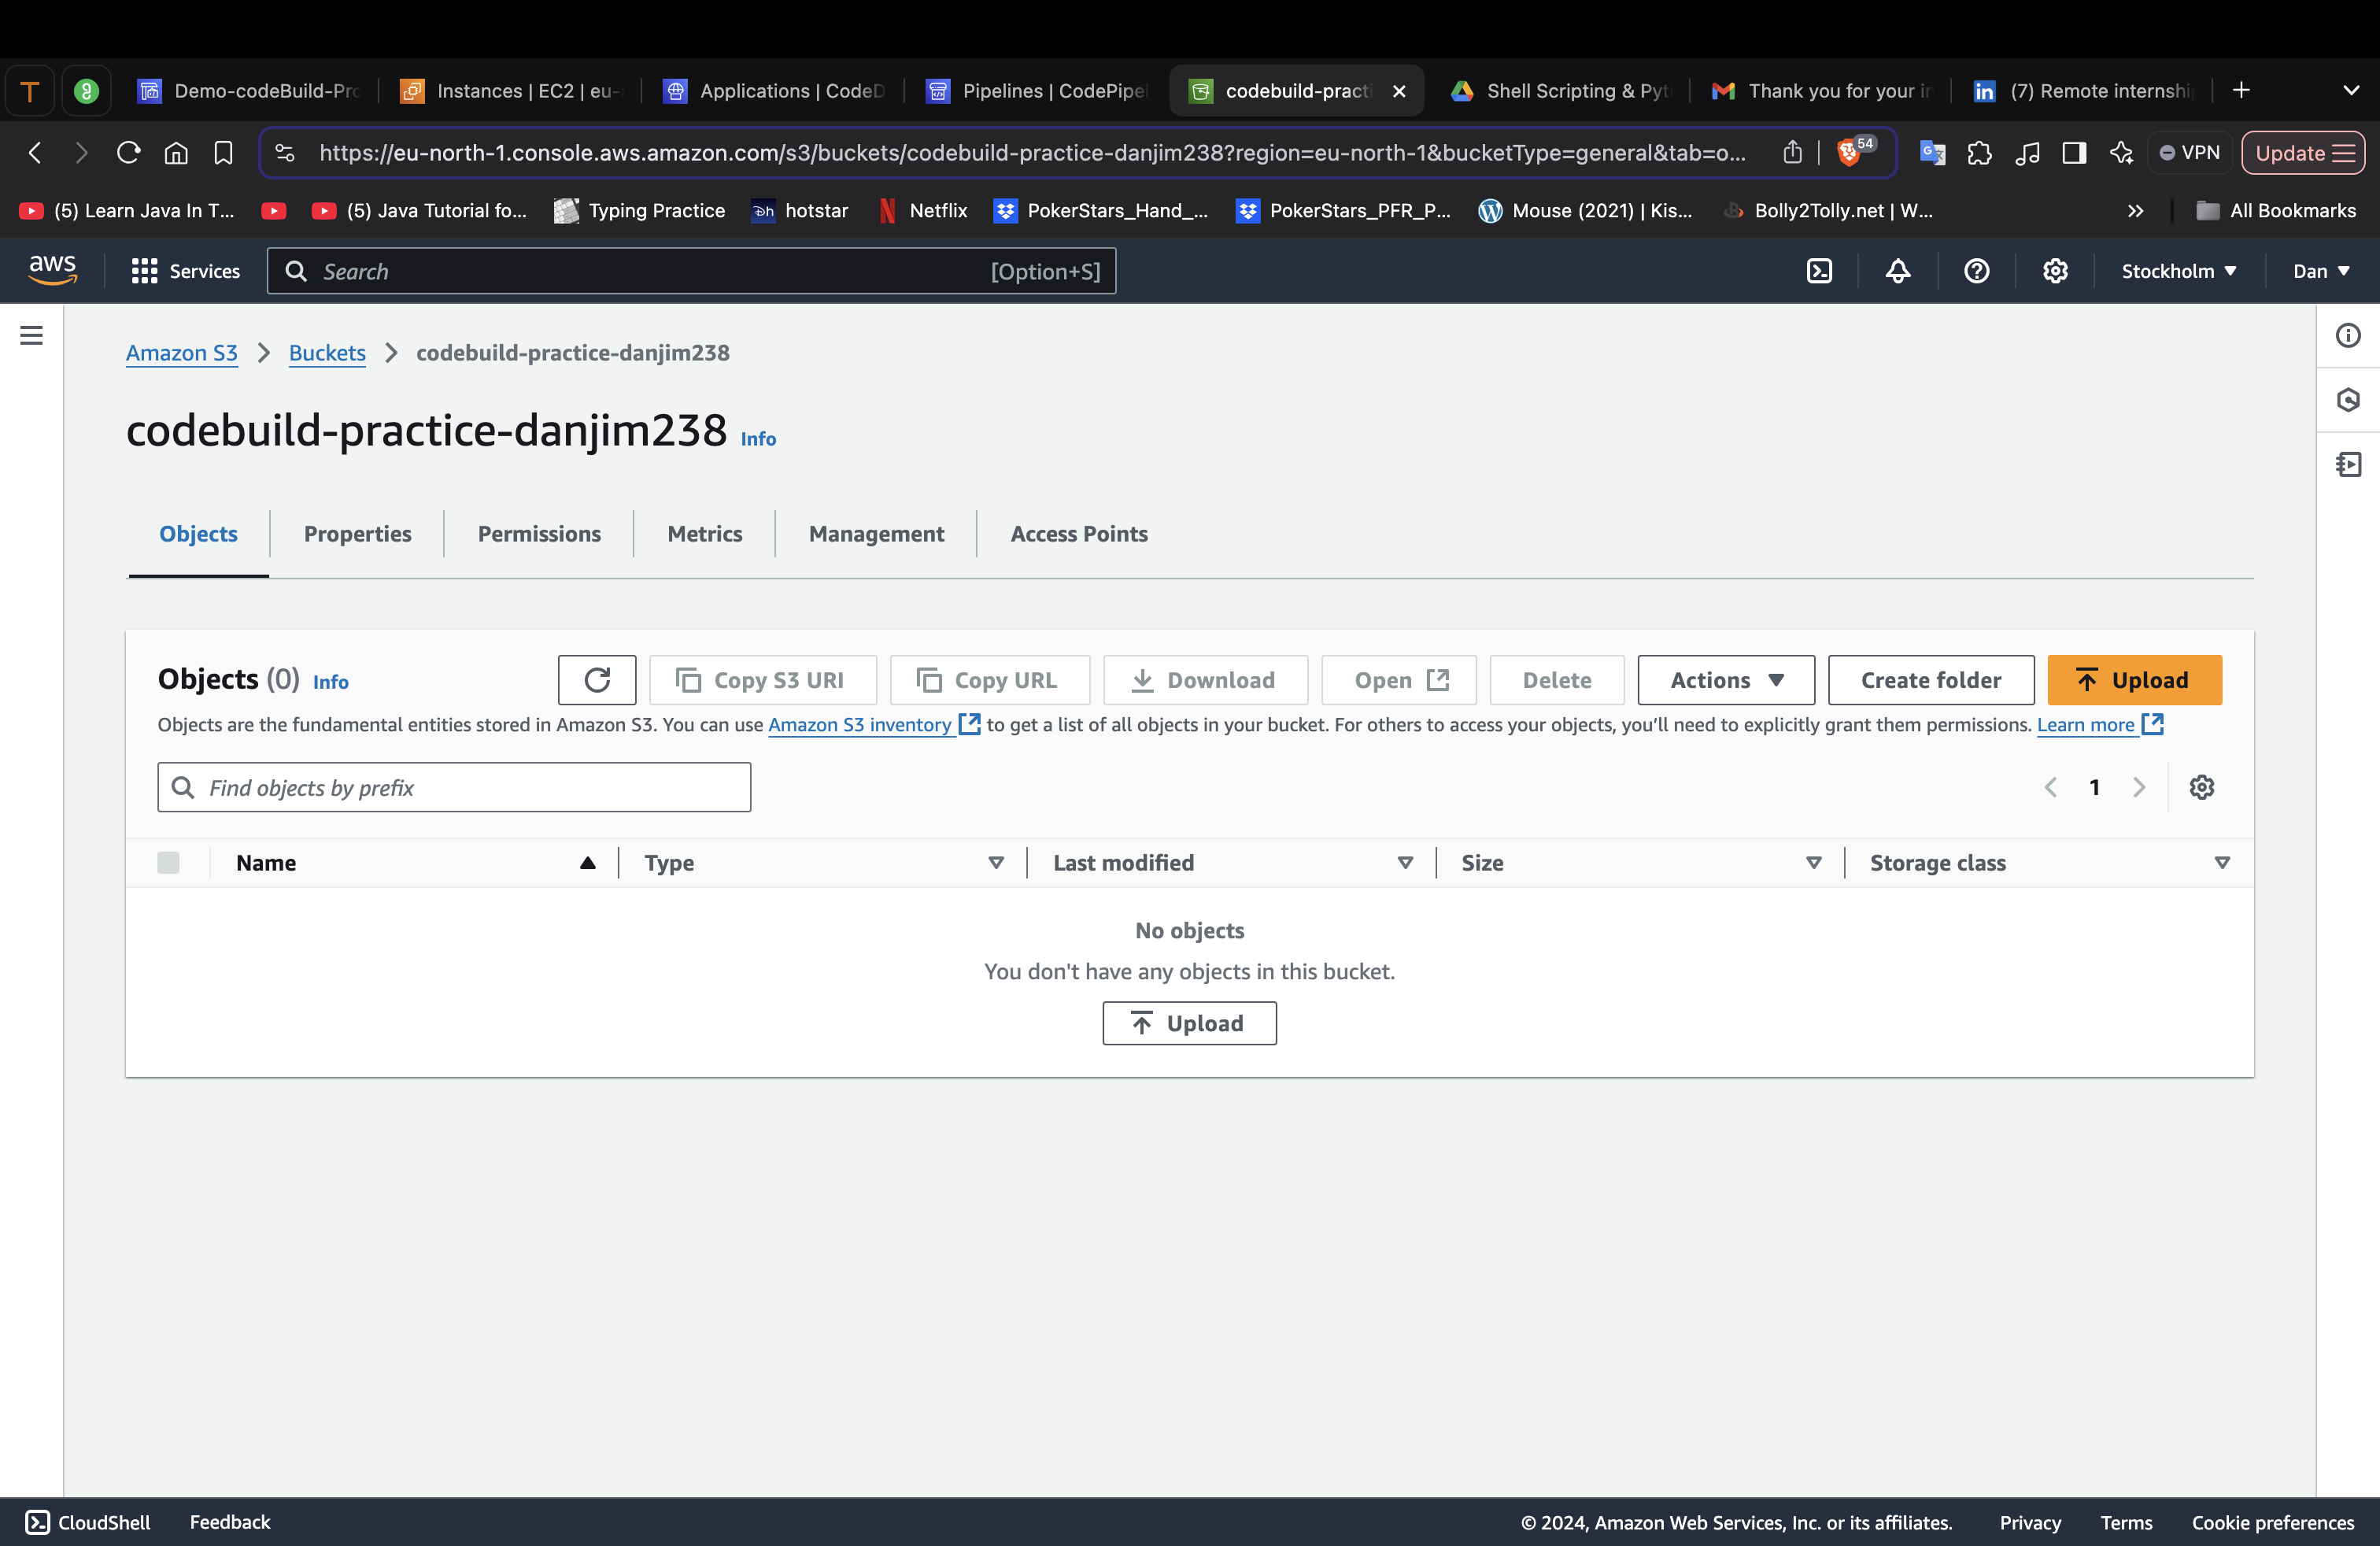 T
Demo-codeBuild-Pro
Instances | EC2 | eu-
Applications | CodeD
Pipelines | CodePipel
codebuild-practi
Shell Scripting & Pyt
Thank you for your in
(7) Remote internshi
https://eu-north-1.console.aws.amazon.com/s3/buckets/codebuild-practice-danjim238?region=eu-north-1&bucketType=general&tab=o...
54
VPN
Update
(5) Learn Java In T...
(5) Java Tutorial fo...
Typing Practice
hotstar
Netflix
PokerStars_Hand_...
PokerStars_PFR_P...
Mouse (2021) | Kis...
Bolly2Tolly.net | W...
All Bookmarks
aws
Services
Search
[Option+S]
Stockholm
Dan
Amazon S3
Buckets
codebuild-practice-danjim238
codebuild-practice-danjim238 Info
Objects
Properties
Permissions
Metrics
Management
Access Points
Objects (0) Info
Copy S3 URI
Copy URL
Download
Open
Delete
Actions
Create folder
Upload
Objects are the fundamental entities stored in Amazon S3. You can use Amazon S3 inventory to get a list of all objects in your bucket. For others to access your objects, you’ll need to explicitly grant them permissions. Learn more
Find objects by prefix
1
Name
Type
Last modified
Size
Storage class
No objects
You don't have any objects in this bucket.
Upload
CloudShell
Feedback
© 2024, Amazon Web Services, Inc. or its affiliates.
Privacy
Terms
Cookie preferences